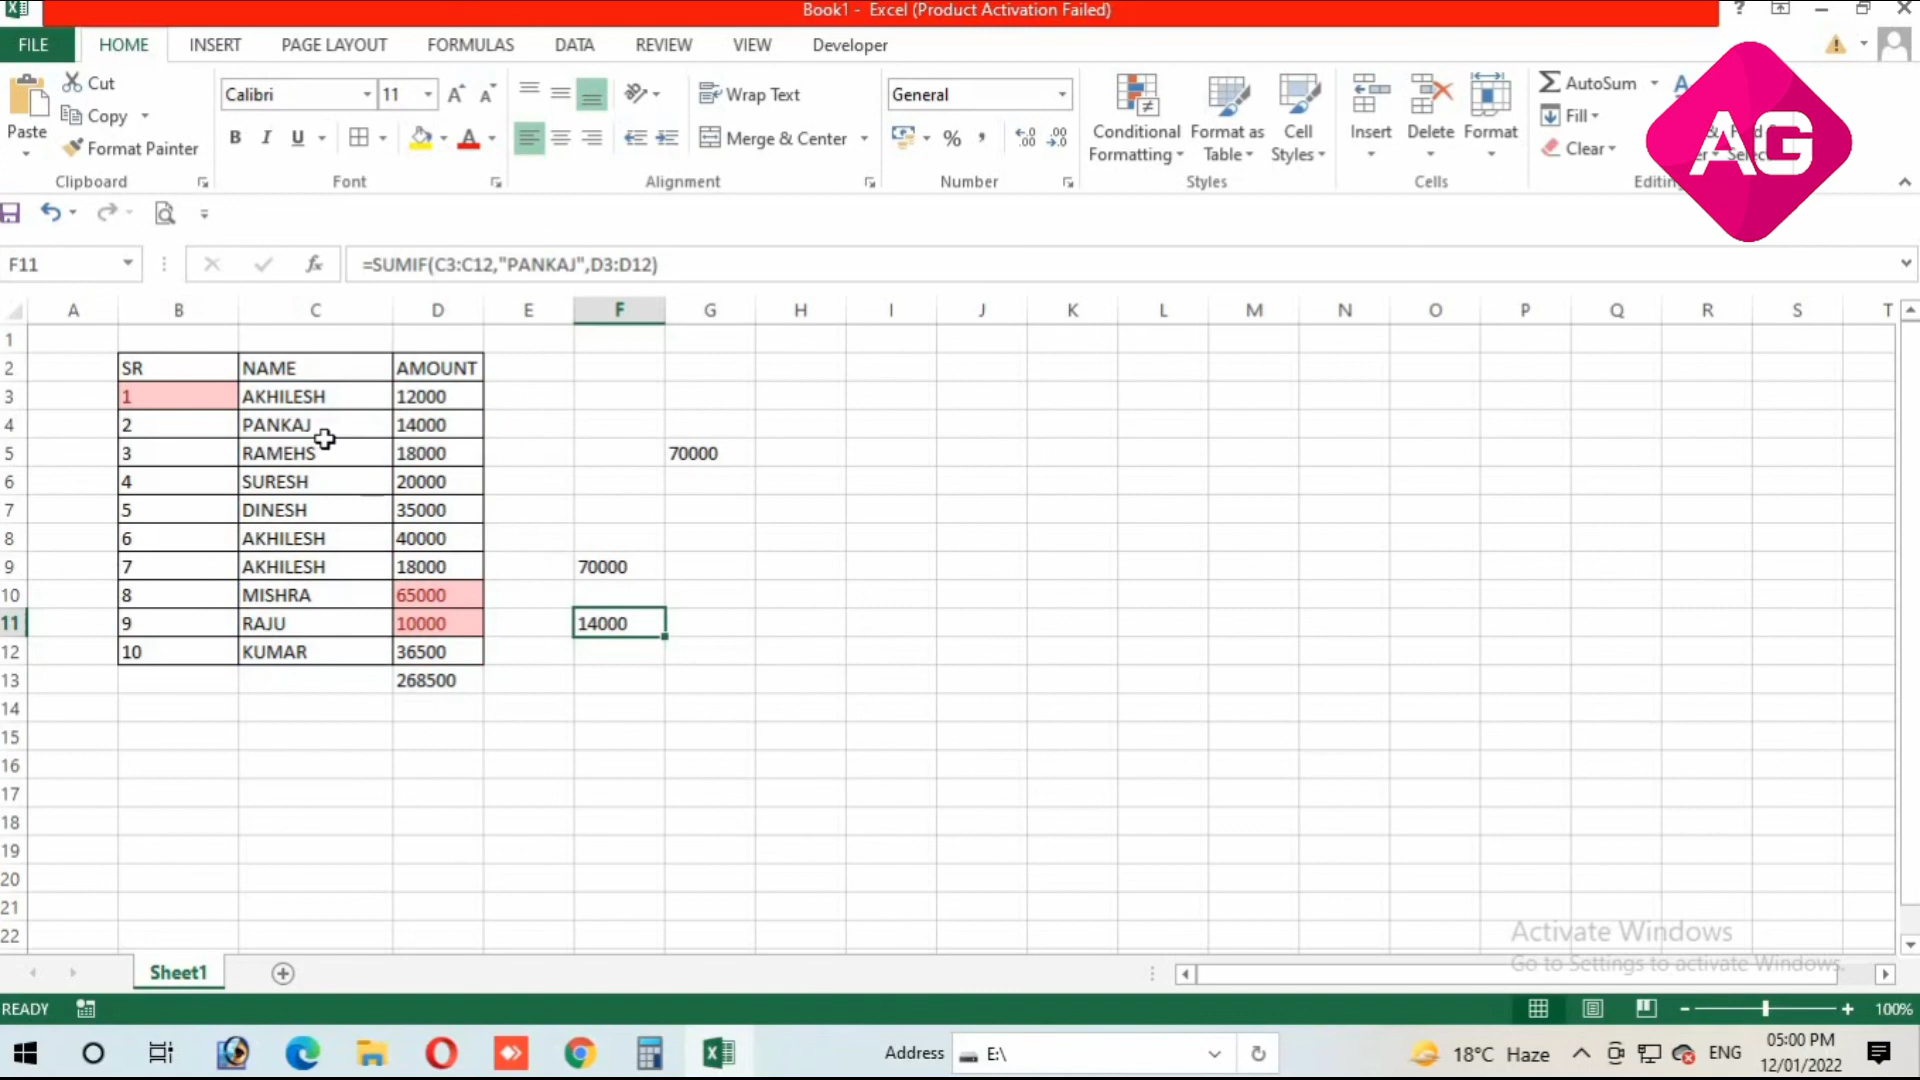 Book1 - Excel (Product Activation Failed)
FILE HOME INSERT PAGE LAYOUT FORMULAS DATA REVIEW VIEW Developer
Cut
Copy
Format Painter
Paste
Clipboard
Calibri 11
B I U
Font
Wrap Text
Merge & Center
Alignment
General
%
Number
Conditional Formatting
Format as Table
Cell Styles
Styles
Insert Delete Format
Cells
AutoSum
Fill
Clear
Editing
AG
F11 fx =SUMIF(C3:C12,"PANKAJ",D3:D12)
A B C D E F G H I J K L M N O P Q R S T
1
2 SR NAME AMOUNT
3 1 AKHILESH 12000
4 2 PANKAJ 14000
5 3 RAMEHS 18000 70000
6 4 SURESH 20000
7 5 DINESH 35000
8 6 AKHILESH 40000
9 7 AKHILESH 18000 70000
10 8 MISHRA 65000
11 9 RAJU 10000 14000
12 10 KUMAR 36500
13 268500
14
15
16
17
18
19
20
21
22
Activate Windows
Go to Settings to activate Windows.
Sheet1
READY 100%
Address E:\ 18°C Haze ENG 05:00 PM
12/01/2022